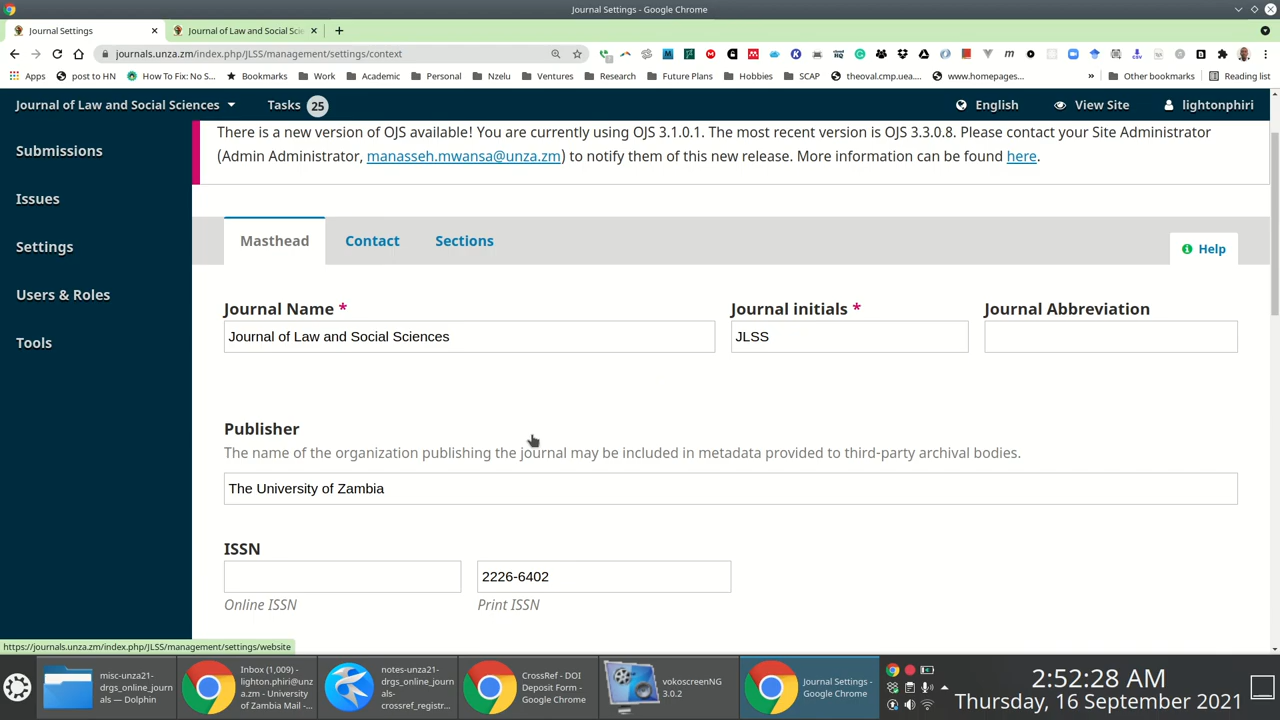 Journal Settings - Google Chrome
Journal Settings
Journal of Law and Social Scie
journals.unza.zm/index.php/JLSS/management/settings/context
Apps
post to HN
How To Fix: No S...
Bookmarks
Work
Academic
Personal
Nzelu
Ventures
Research
Future Plans
Hobbies
SCAP
theoval.cmp.uea....
www.homepages...
»
Other bookmarks
Reading list
Journal of Law and Social Sciences
Tasks 25
English
View Site
lightonphiri
Submissions
Issues
Settings
Users & Roles
Tools
There is a new version of OJS available! You are currently using OJS 3.1.0.1. The most recent version is OJS 3.3.0.8. Please contact your Site Administrator
(Admin Administrator, manasseh.mwansa@unza.zm) to notify them of this new release. More information can be found here.
Masthead
Contact
Sections
Help
Journal Name *
Journal initials *
Journal Abbreviation
Journal of Law and Social Sciences
JLSS
Publisher
The name of the organization publishing the journal may be included in metadata provided to third-party archival bodies.
The University of Zambia
ISSN
2226-6402
Online ISSN
Print ISSN
https://journals.unza.zm/index.php/JLSS/management/settings/website
misc-unza21-
drgs_online_journ
als — Dolphin
Inbox (1,009) -
lighton.phiri@unz
a.zm - University
of Zambia Mail -...
notes-unza21-
drgs_online_journ
als-
crossref_registr...
CrossRef - DOI
Deposit Form -
Google Chrome
vokoscreenNG
3.0.2
Journal Settings -
Google Chrome
2:52:28 AM
Thursday, 16 September 2021